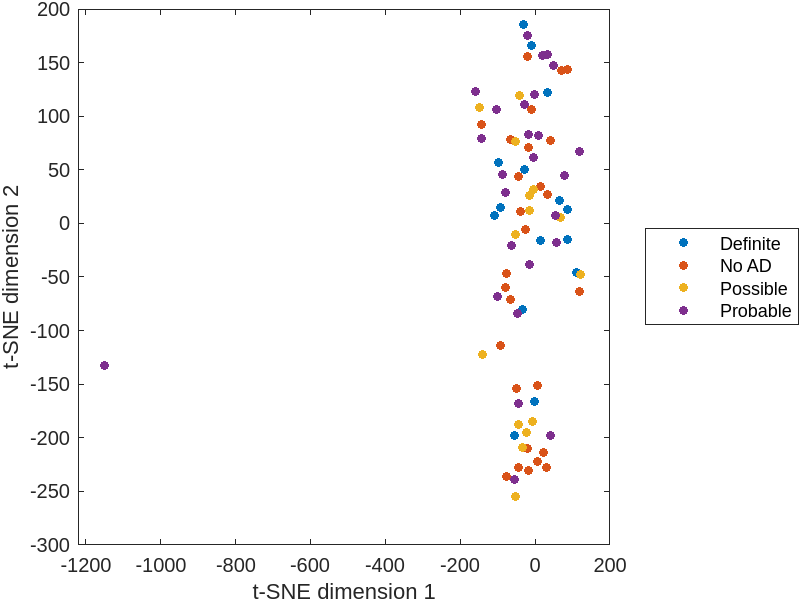 200
150
100
50
0
-50
-100
-150
-200
-250
-300
t-SNE dimension 2
-1200 -1000 -800 -600 -400 -200 0 200
t-SNE dimension 1
Definite
No AD
Possible
Probable